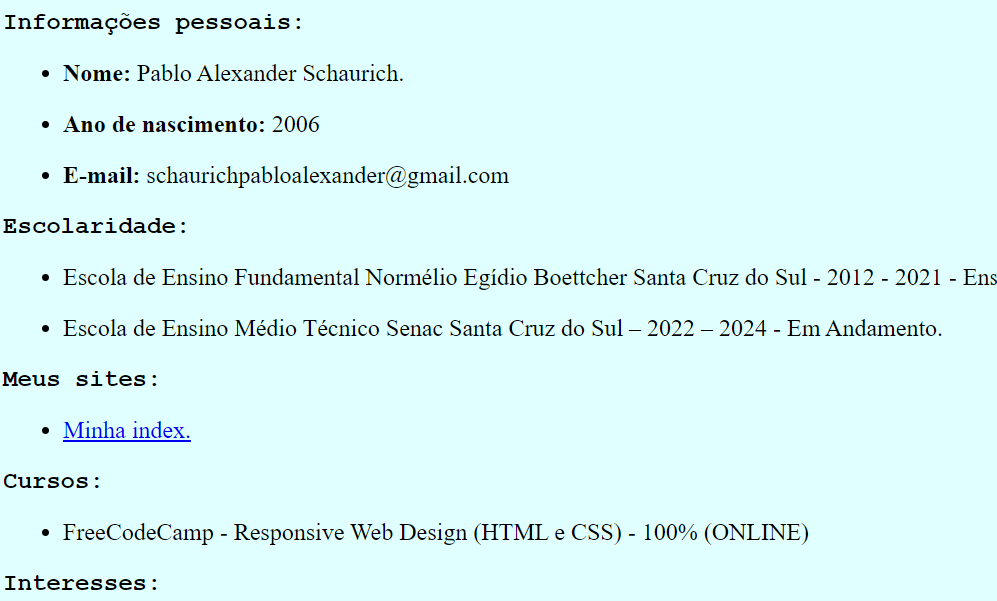 Informações pessoais:
• Nome: Pablo Alexander Schaurich.
• Ano de nascimento: 2006
• E-mail: schaurichpabloalexander@gmail.com
Escolaridade:
• Escola de Ensino Fundamental Normélio Egídio Boettcher Santa Cruz do Sul - 2012 - 2021 - Ens
• Escola de Ensino Médio Técnico Senac Santa Cruz do Sul – 2022 – 2024 - Em Andamento.
Meus sites:
• Minha index.
Cursos:
• FreeCodeCamp - Responsive Web Design (HTML e CSS) - 100% (ONLINE)
Interesses: